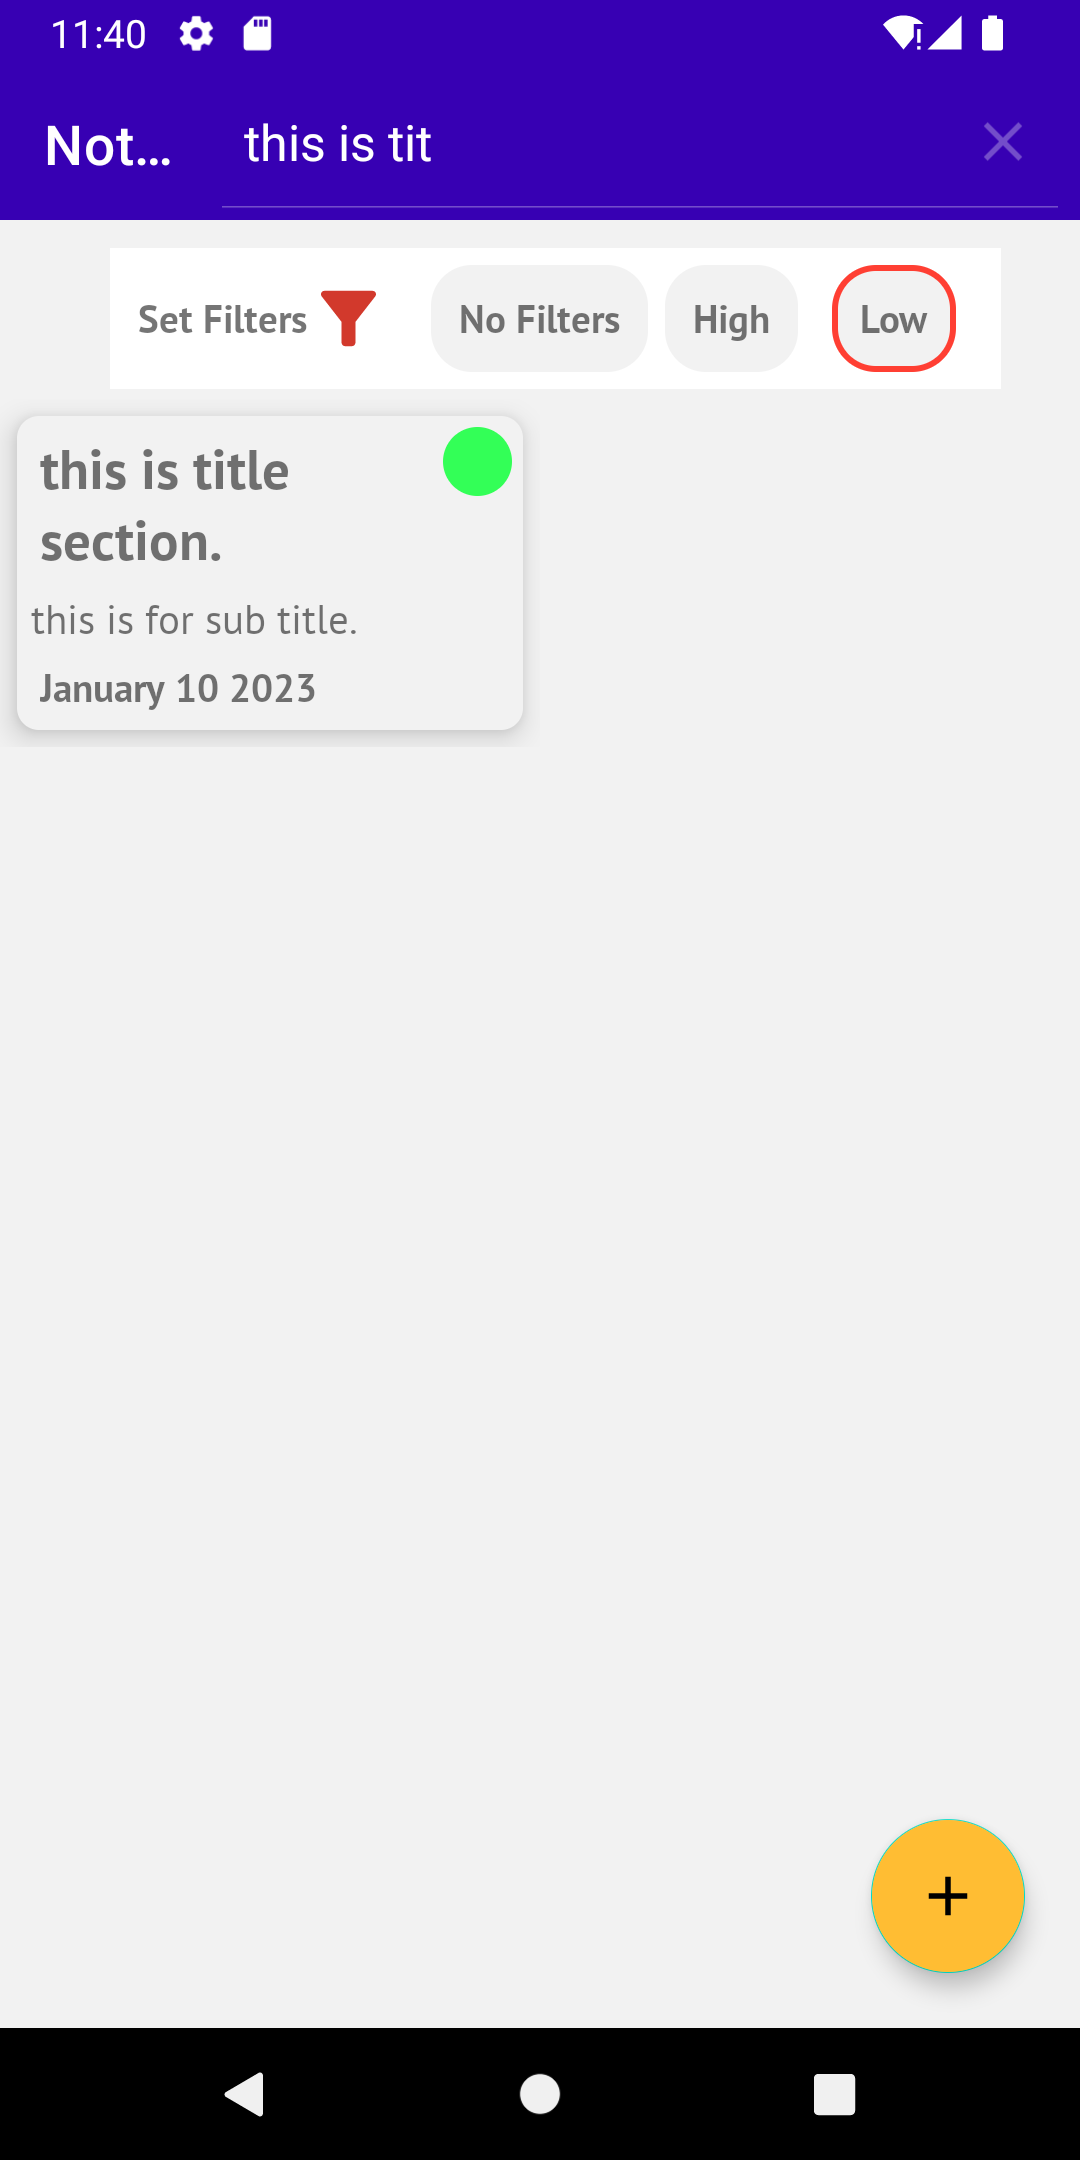 11:40
Not...
this is tit
Set Filters
No Filters
High
Low
this is title
section.
this is for sub title.
January 10 2023